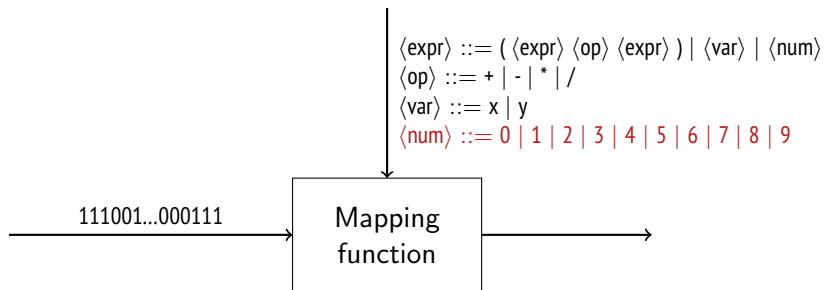 ⟨expr⟩ ::= ( ⟨expr⟩ ⟨op⟩ ⟨expr⟩ ) | ⟨var⟩ | ⟨num⟩
⟨op⟩ ::= + | - | * | /
⟨var⟩ ::= x | y
⟨num⟩ ::= 0 | 1 | 2 | 3 | 4 | 5 | 6 | 7 | 8 | 9
111001...000111
Mapping
function